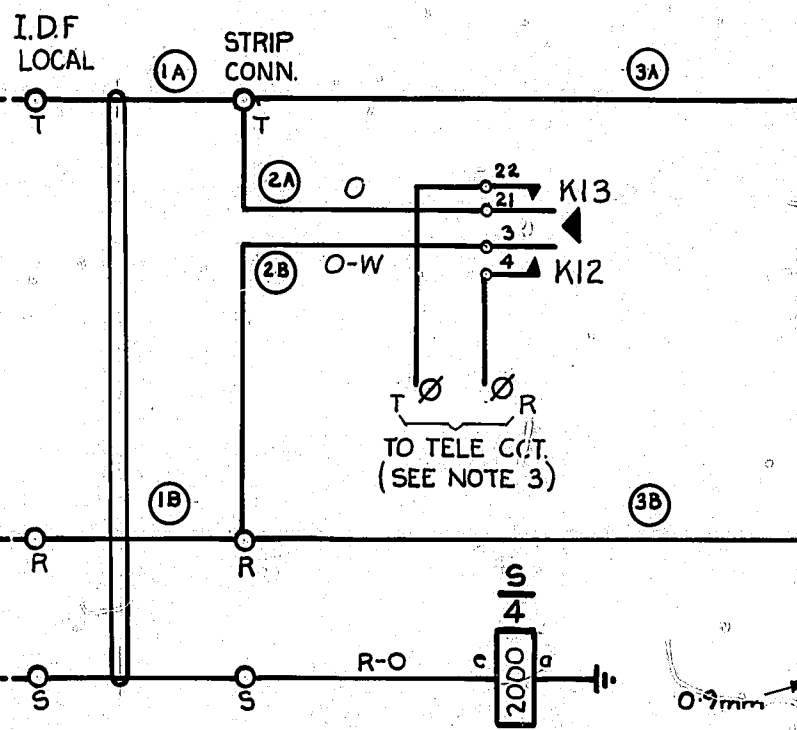 I.D.F
LOCAL
1A
STRIP
CONN.
3A
T
T
2A
O
22
21
K13
3
2B
O-W
4
K12
T Ø Ø R
TO TELE CCT.
(SEE NOTE 3)
1B
3B
R
R
S
4
R-O
e
2000
a
S
S
0.9mm